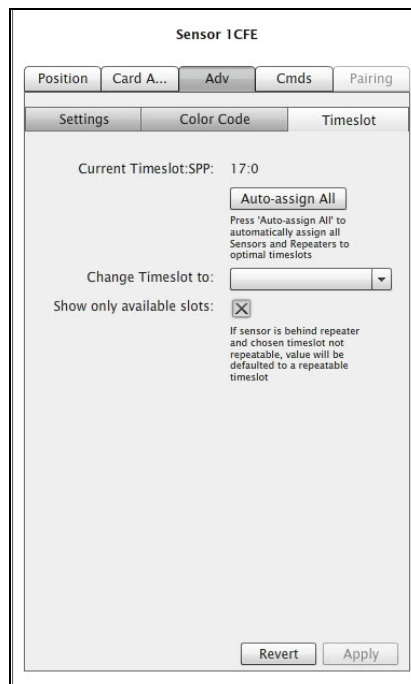 Sensor 1CFE
Position Card A... Adv Cmds Pairing
Settings Color Code Timeslot
Current Timeslot:SPP: 17:0
Auto-assign All
Press 'Auto-assign All' to
automatically assign all
Sensors and Repeaters to
optimal timeslots
Change Timeslot to:
Show only available slots:
If sensor is behind repeater
and chosen timeslot not
repeatable, value will be
defaulted to a repeatable
timeslot
Revert Apply